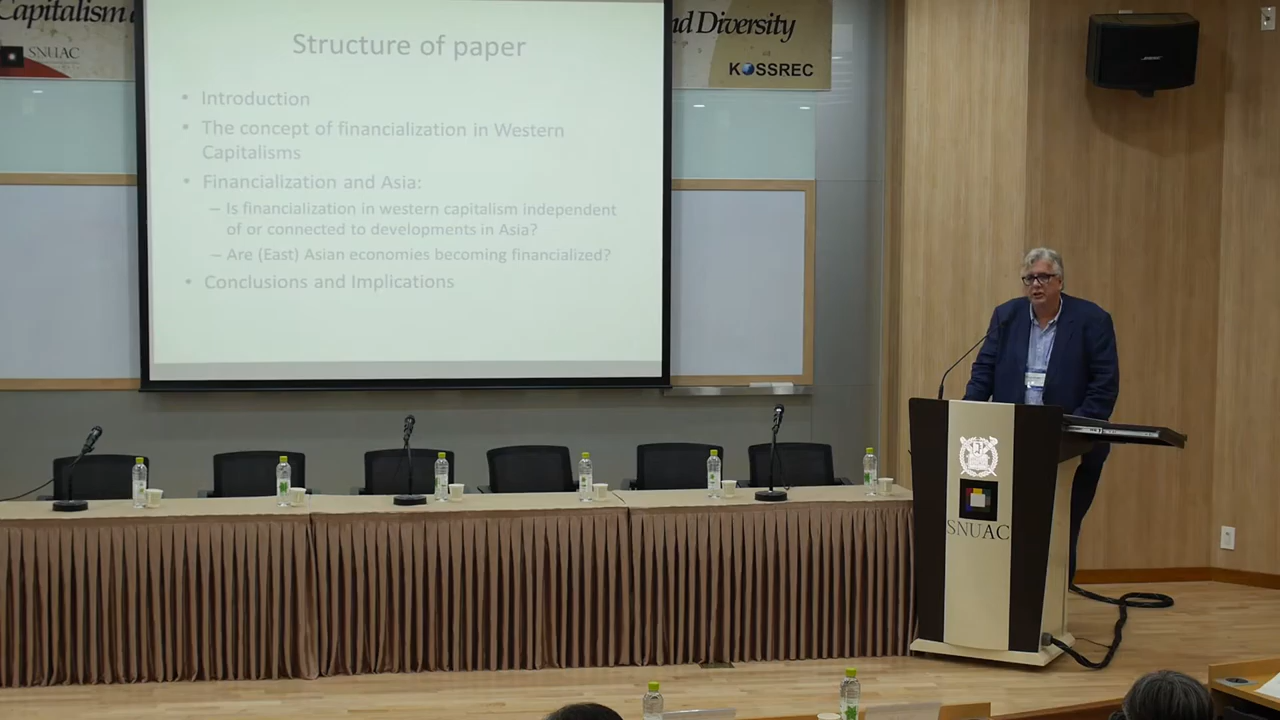 Capitalism
nd Diversity
SNUAC
KOSSREC
Structure of paper
• Introduction
• The concept of financialization in Western
Capitalisms
• Financialization and Asia:
– Is financialization in western capitalism independent
of or connected to developments in Asia?
– Are (East) Asian economies becoming financialized?
• Conclusions and Implications
BOSE
SNUAC